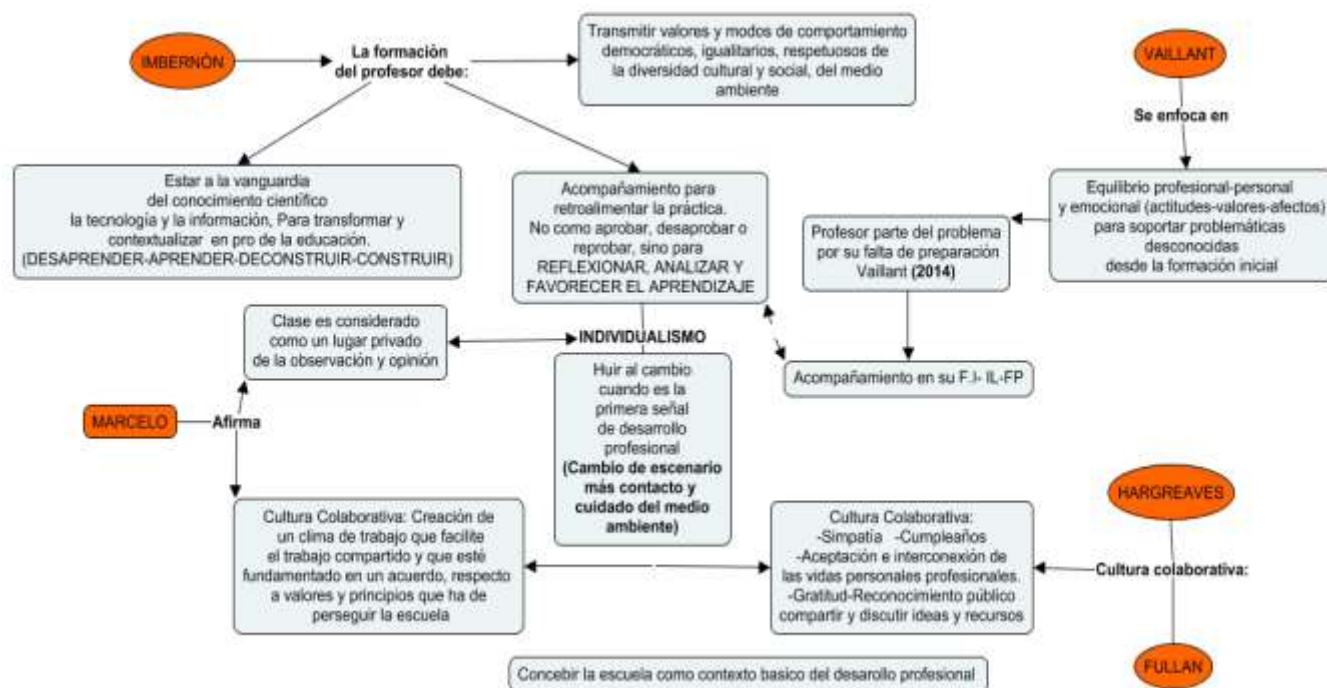 IMBERNÓN
La formación
del profesor debe:
Transmitir valores y modos de comportamiento
democráticos, igualitarios, respetuosos de
la diversidad cultural y social, del medio
ambiente
VAILLANT
Se enfoca en
Estar a la vanguardia
del conocimiento científico
la tecnología y la información, Para transformar y
contextualizar en pro de la educación.
(DESAPRENDER-APRENDER-DECONSTRUIR-CONSTRUIR)
Acompañamiento para
retroalimentar la práctica.
No como aprobar, desaprobar o
reprobar, sino para
REFLEXIONAR, ANALIZAR Y
FAVORECER EL APRENDIZAJE
Profesor parte del problema
por su falta de preparación
Vaillant (2014)
Equilibrio profesional-personal
y emocional (actitudes-valores-afectos)
para soportar problemáticas
desconocidas
desde la formación inicial
Clase es considerado
como un lugar privado
de la observación y opinión
INDIVIDUALISMO
Huir al cambio
cuando es la
primera señal
de desarrollo
profesional
(Cambio de escenario
más contacto y
cuidado del medio
ambiente)
Acompañamiento en su F.I- IL-FP
MARCELO
Afirma
Cultura Colaborativa: Creación de
un clima de trabajo que facilite
el trabajo compartido y que esté
fundamentado en un acuerdo, respecto
a valores y principios que ha de
perseguir la escuela
Cultura Colaborativa:
-Simpatía -Cumpleaños
-Aceptación e interconexión de
las vidas personales profesionales.
-Gratitud-Reconocimiento público
compartir y discutir ideas y recursos
HARGREAVES
Cultura colaborativa:
FULLAN
Concebir la escuela como contexto basico del desarollo profesional